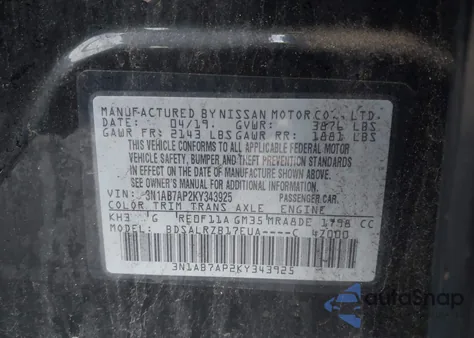 MANUFACTURED BY NISSAN MOTOR CO., LTD.
DATE: 04/19. GVWR: 3876 LBS
GAWR FR: 2143 LBS GAWR RR: 1881 LBS
THIS VEHICLE CONFORMS TO ALL APPLICABLE FEDERAL MOTOR
VEHICLE SAFETY, BUMPER AND THEFT PREVENTION STANDARDS
IN EFFECT ON THE DATE OF MANUFACTURE SHOWN ABOVE.
SEE OWNER'S MANUAL FOR ADDITIONAL INFORMATION.
VIN: 3N1AB7AP2KY343925 PASSENGER CAR.
COLOR TRIM TRANS AXLE ENGINE
KH3 G RE0F11A GM35 MRA8DE 1798 CC
MODEL: BDSALRZB17EUA----C 47000
3N1AB7AP2KY343925
AutoSnap